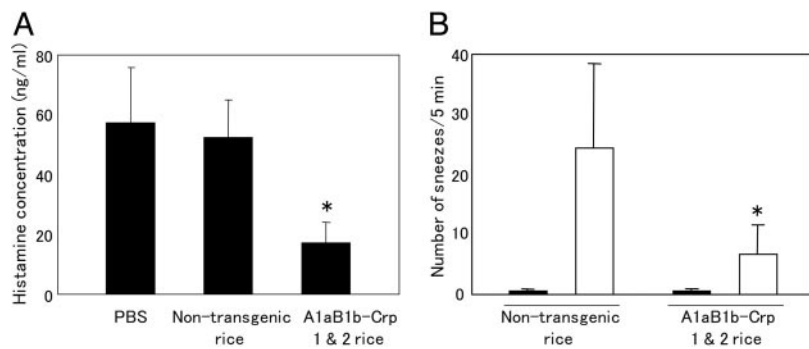 A
Histamine concentration (ng/ml)
80
60
40
20
0
*
PBS
Non-transgenic
rice
A1aB1b-Crp
1 & 2 rice
B
Number of sneezes/5 min
40
30
20
10
0
*
Non-transgenic
rice
A1aB1b-Crp
1 & 2 rice